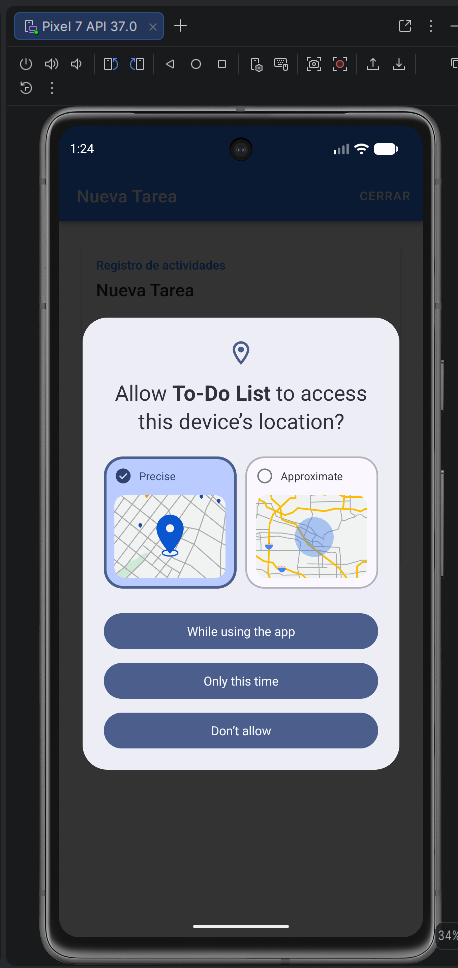 Pixel 7 API 37.0
1:24
Nueva Tarea
CERRAR
Registro de actividades
Nueva Tarea
Allow To-Do List to access
this device's location?
Precise
Approximate
While using the app
Only this time
Don't allow
34%